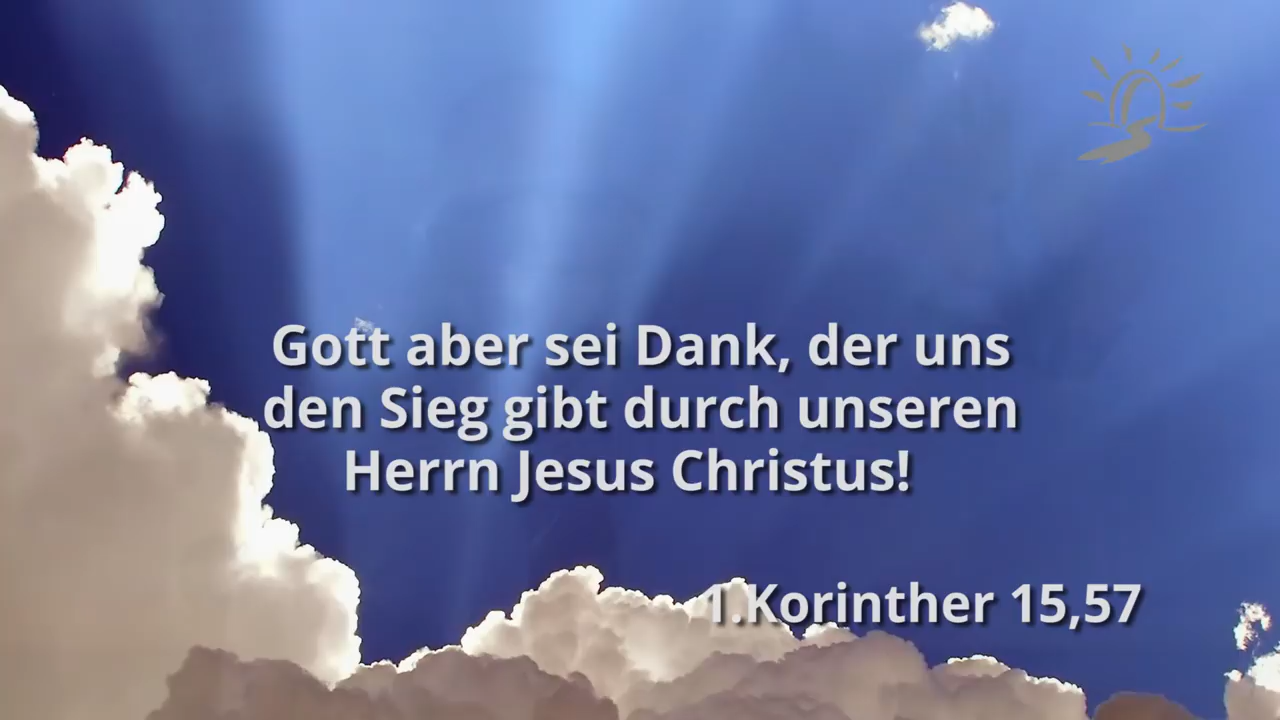 Gott aber sei Dank, der uns
den Sieg gibt durch unseren
Herrn Jesus Christus!
1.Korinther 15,57